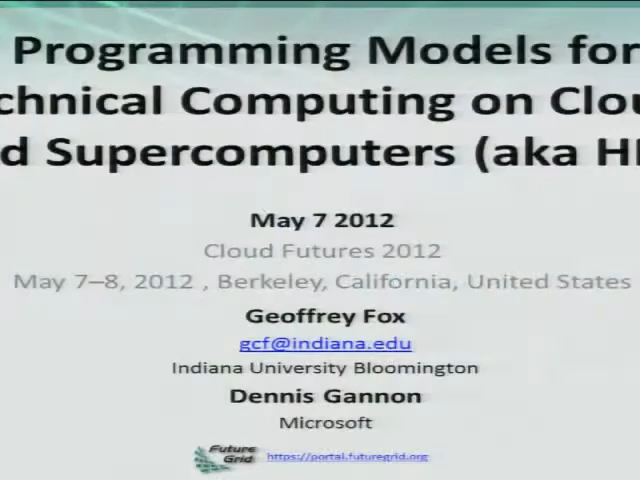 Programming Models for
chnical Computing on Clou
d Supercomputers (aka H
May 7 2012
Cloud Futures 2012
May 7–8, 2012 , Berkeley, California, United States
Geoffrey Fox
gcf@indiana.edu
Indiana University Bloomington
Dennis Gannon
Microsoft
Future
Grid
https://portal.futuregrid.org